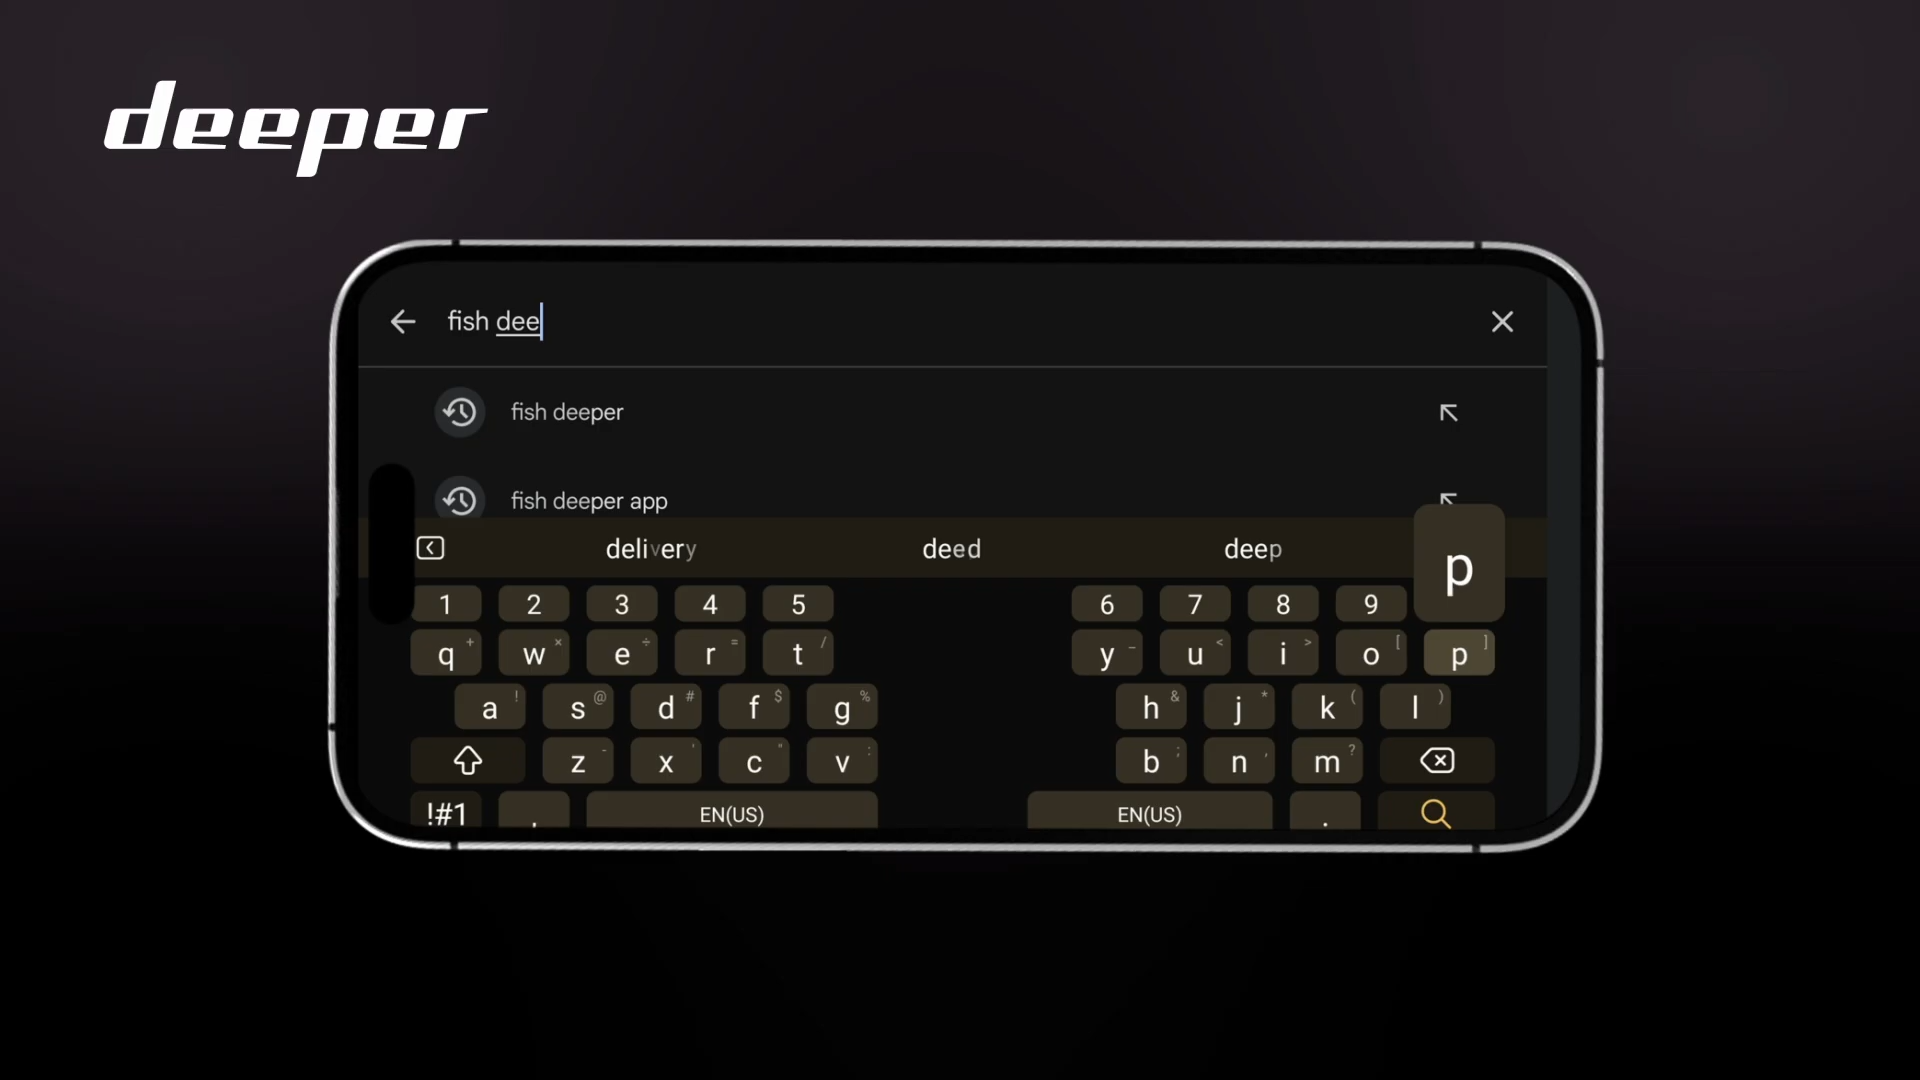 deeper
fish dee
fish deeper
fish deeper app
delivery deed deep p
1 2 3 4 5 6 7 8 9
q + w × e ÷ r = t / y _ u < i > o [ p ]
a ! s @ d # f $ g % h & j * k ( l )
z - x ' c " v : b ; n , m ?
!#1 , EN(US) EN(US) .